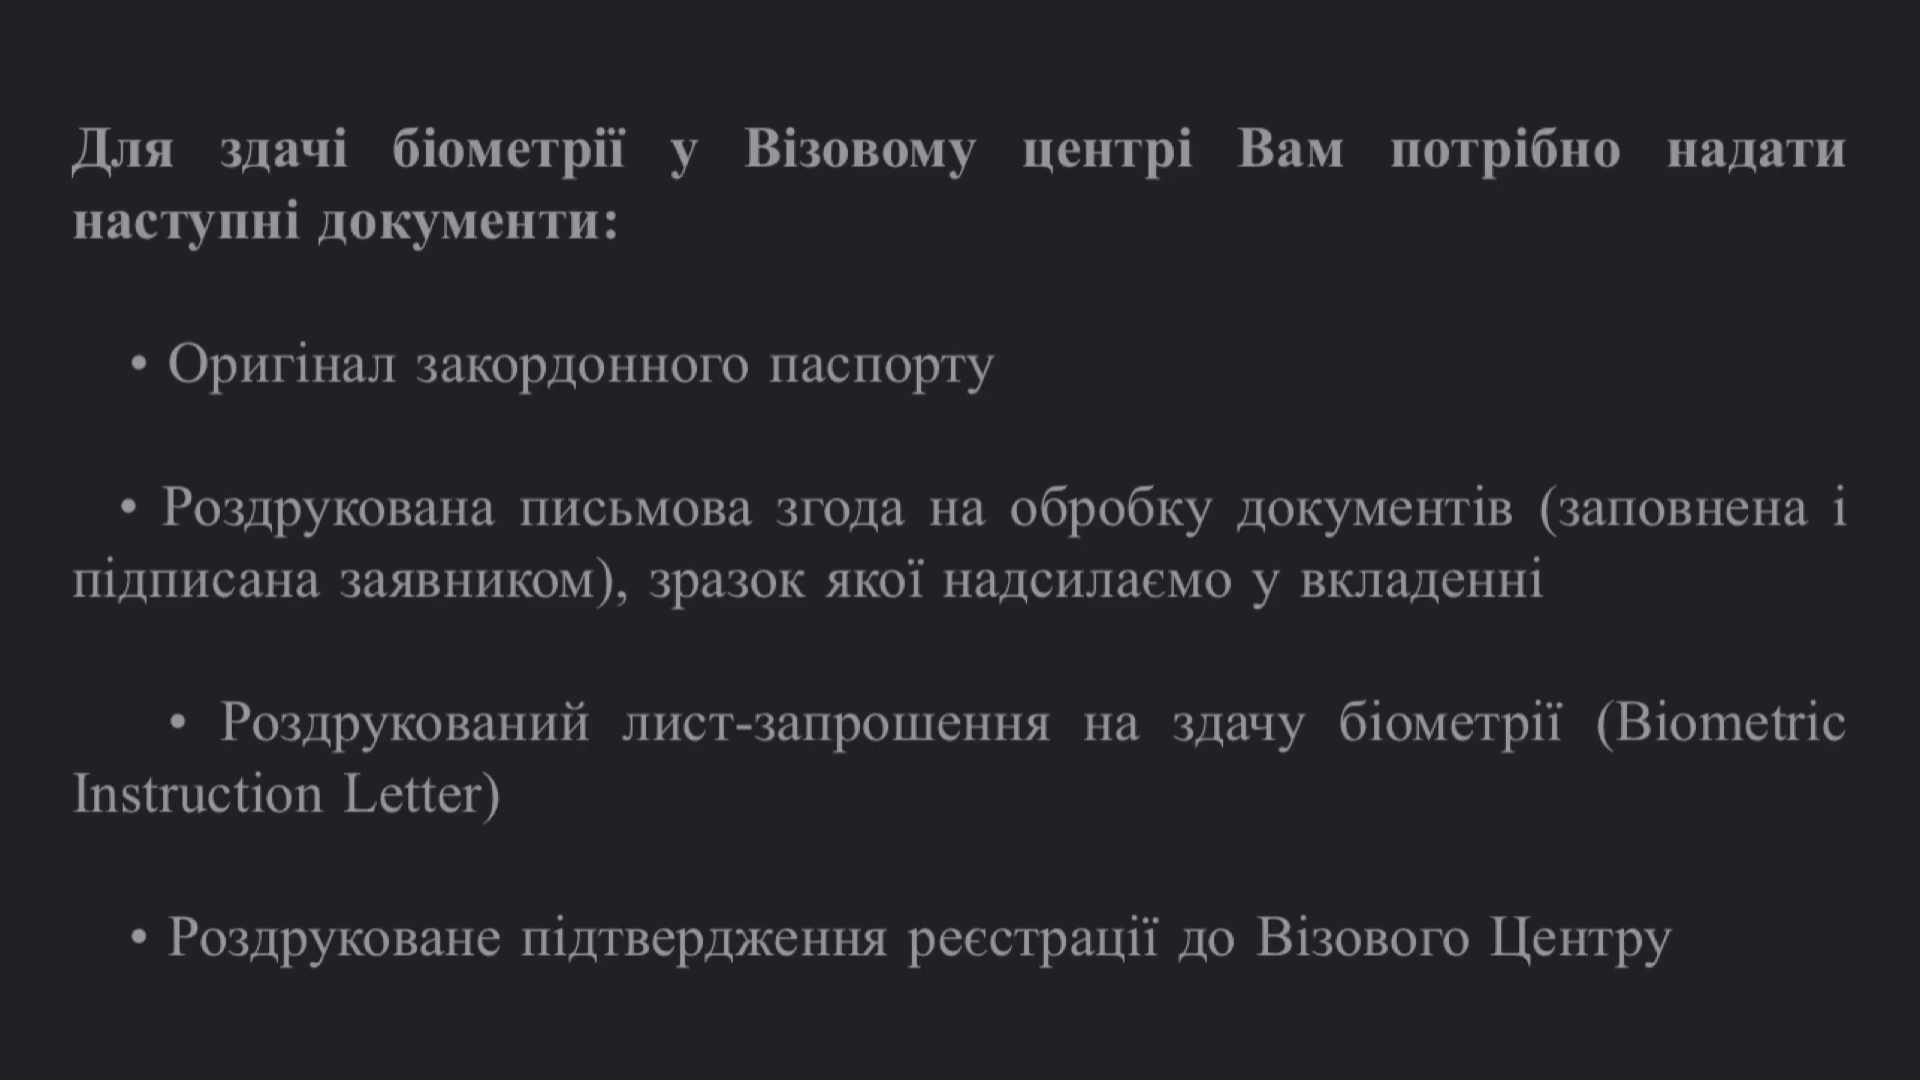 Для здачі біометрії у Візовому центрі Вам потрібно надати
наступні документи:
• Оригінал закордонного паспорту
• Роздрукована письмова згода на обробку документів (заповнена і
підписана заявником), зразок якої надсилаємо у вкладенні
• Роздрукований лист-запрошення на здачу біометрії (Biometric
Instruction Letter)
• Роздруковане підтвердження реєстрації до Візового Центру